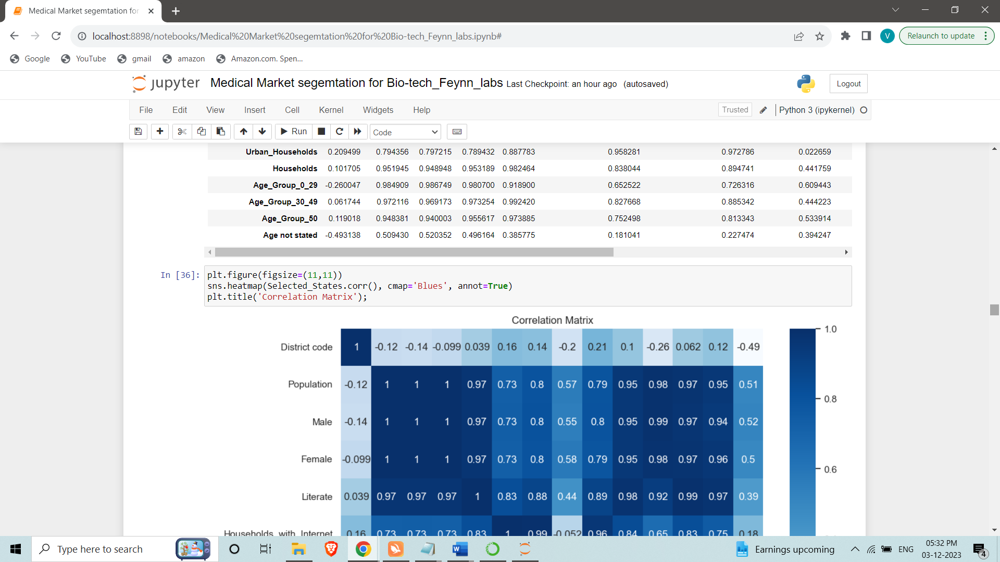 Medical Market segemtation for
localhost:8898/notebooks/Medical%20Market%20segemtation%20for%20Bio-tech_Feynn_labs.ipynb#
V
Relaunch to update
Google YouTube gmail amazon Amazon.com. Spen...
jupyter Medical Market segemtation for Bio-tech_Feynn_labs Last Checkpoint: an hour ago (autosaved)
Logout
File Edit View Insert Cell Kernel Widgets Help
Trusted Python 3 (ipykernel)
Run Code
Urban_Households 0.209499 0.794356 0.797215 0.789432 0.887783 0.958281 0.972786 0.022659
Households 0.101705 0.951945 0.948948 0.953189 0.982464 0.838044 0.894741 0.441759
Age_Group_0_29 -0.260047 0.984909 0.986749 0.980700 0.918900 0.652522 0.726316 0.609443
Age_Group_30_49 0.061744 0.972116 0.969173 0.973254 0.992420 0.827668 0.885342 0.444223
Age_Group_50 0.119018 0.948381 0.940003 0.955617 0.973885 0.752498 0.813343 0.533914
Age not stated -0.493138 0.509430 0.520352 0.496164 0.385775 0.181041 0.227474 0.394247
In [36]: plt.figure(figsize=(11,11))
sns.heatmap(Selected_States.corr(), cmap='Blues', annot=True)
plt.title('Correlation Matrix');
Correlation Matrix
District code 1 -0.12 -0.14 -0.099 0.039 0.16 0.14 -0.2 0.21 0.1 -0.26 0.062 0.12 -0.49
Population -0.12 1 1 1 0.97 0.73 0.8 0.57 0.79 0.95 0.98 0.97 0.95 0.51
Male -0.14 1 1 1 0.97 0.73 0.8 0.55 0.8 0.95 0.99 0.97 0.94 0.52
Female -0.099 1 1 1 0.97 0.73 0.8 0.58 0.79 0.95 0.98 0.97 0.96 0.5
Literate 0.039 0.97 0.97 0.97 1 0.83 0.88 0.44 0.89 0.98 0.92 0.99 0.97 0.39
Households_with_Internet 0.16 0.73 0.73 0.73 0.83 1 0.99 -0.052 0.96 0.84 0.65 0.83 0.75 0.18
1.0
0.8
0.6
Type here to search
Earnings upcoming
ENG
05:32 PM
03-12-2023
4